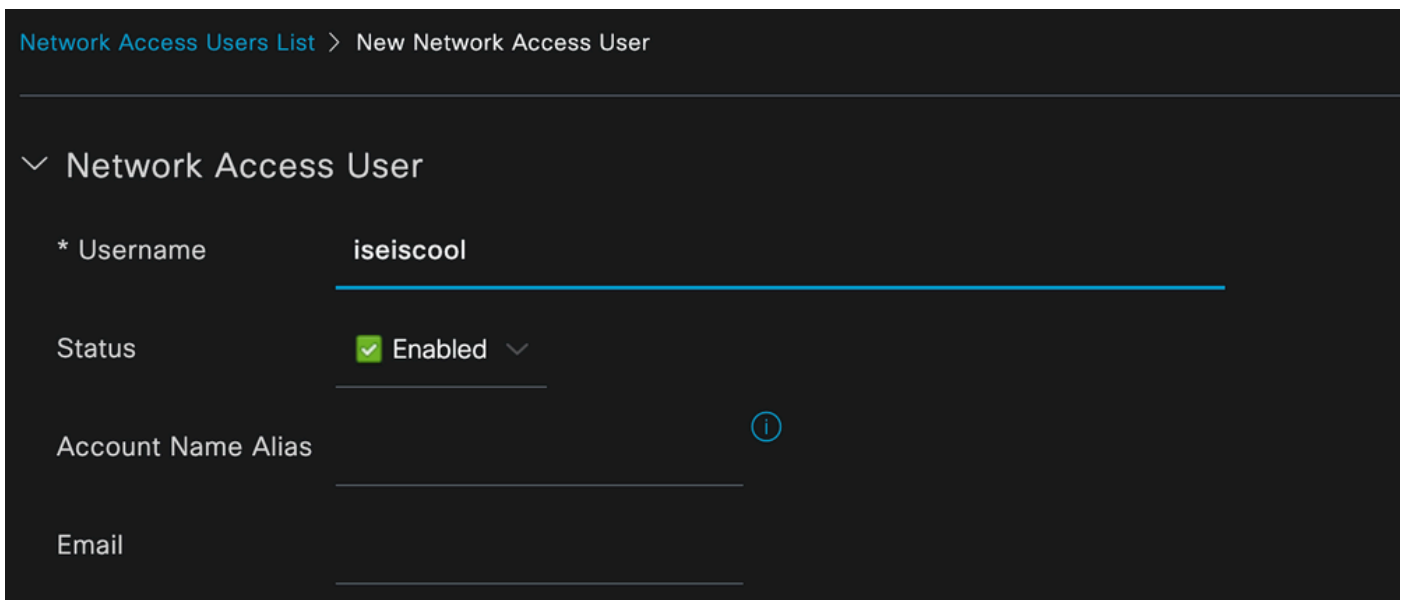 Network Access Users List > New Network Access User
Network Access User
* Username iseiscool
Status Enabled
Account Name Alias
Email